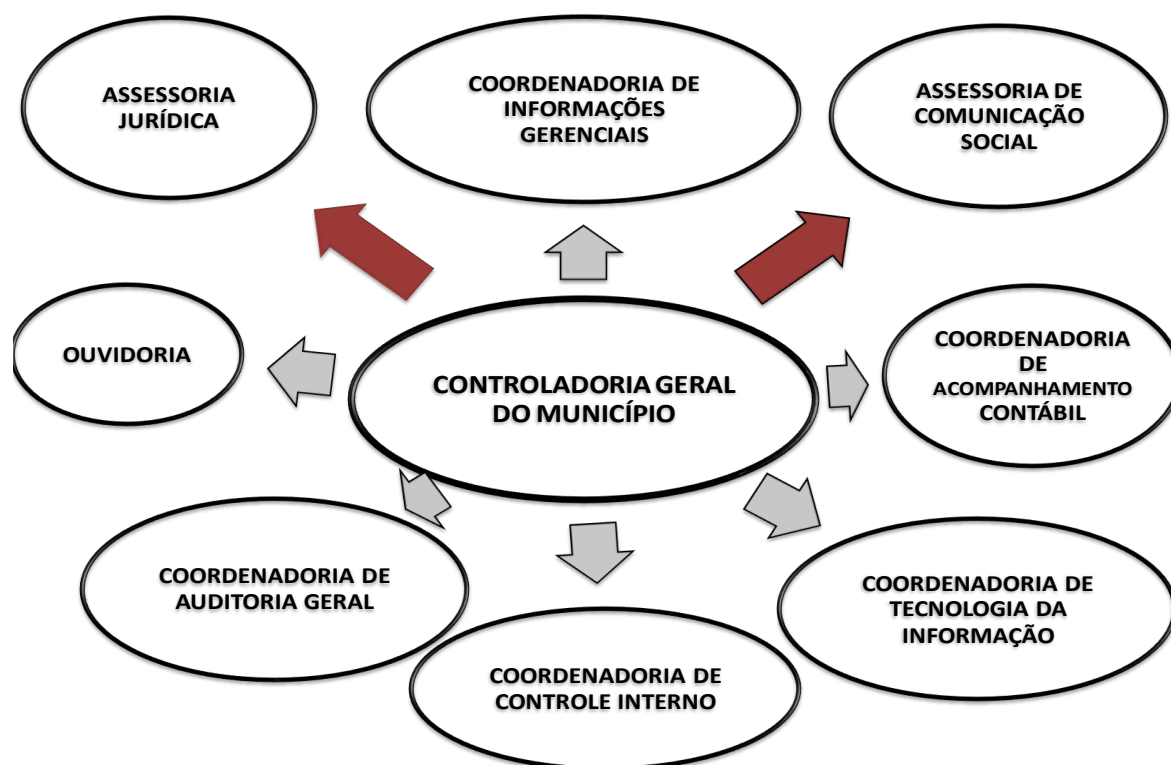 ASSESSORIA
JURÍDICA
COORDENADORIA DE
INFORMAÇÕES
GERENCIAIS
ASSESSORIA DE
COMUNICAÇÃO
SOCIAL
OUVIDORIA
CONTROLADORIA GERAL
DO MUNICÍPIO
COORDENADORIA
DE
ACOMPANHAMENTO
CONTÁBIL
COORDENADORIA DE
AUDITORIA GERAL
COORDENADORIA DE
CONTROLE INTERNO
COORDENADORIA DE
TECNOLOGIA DA
INFORMAÇÃO